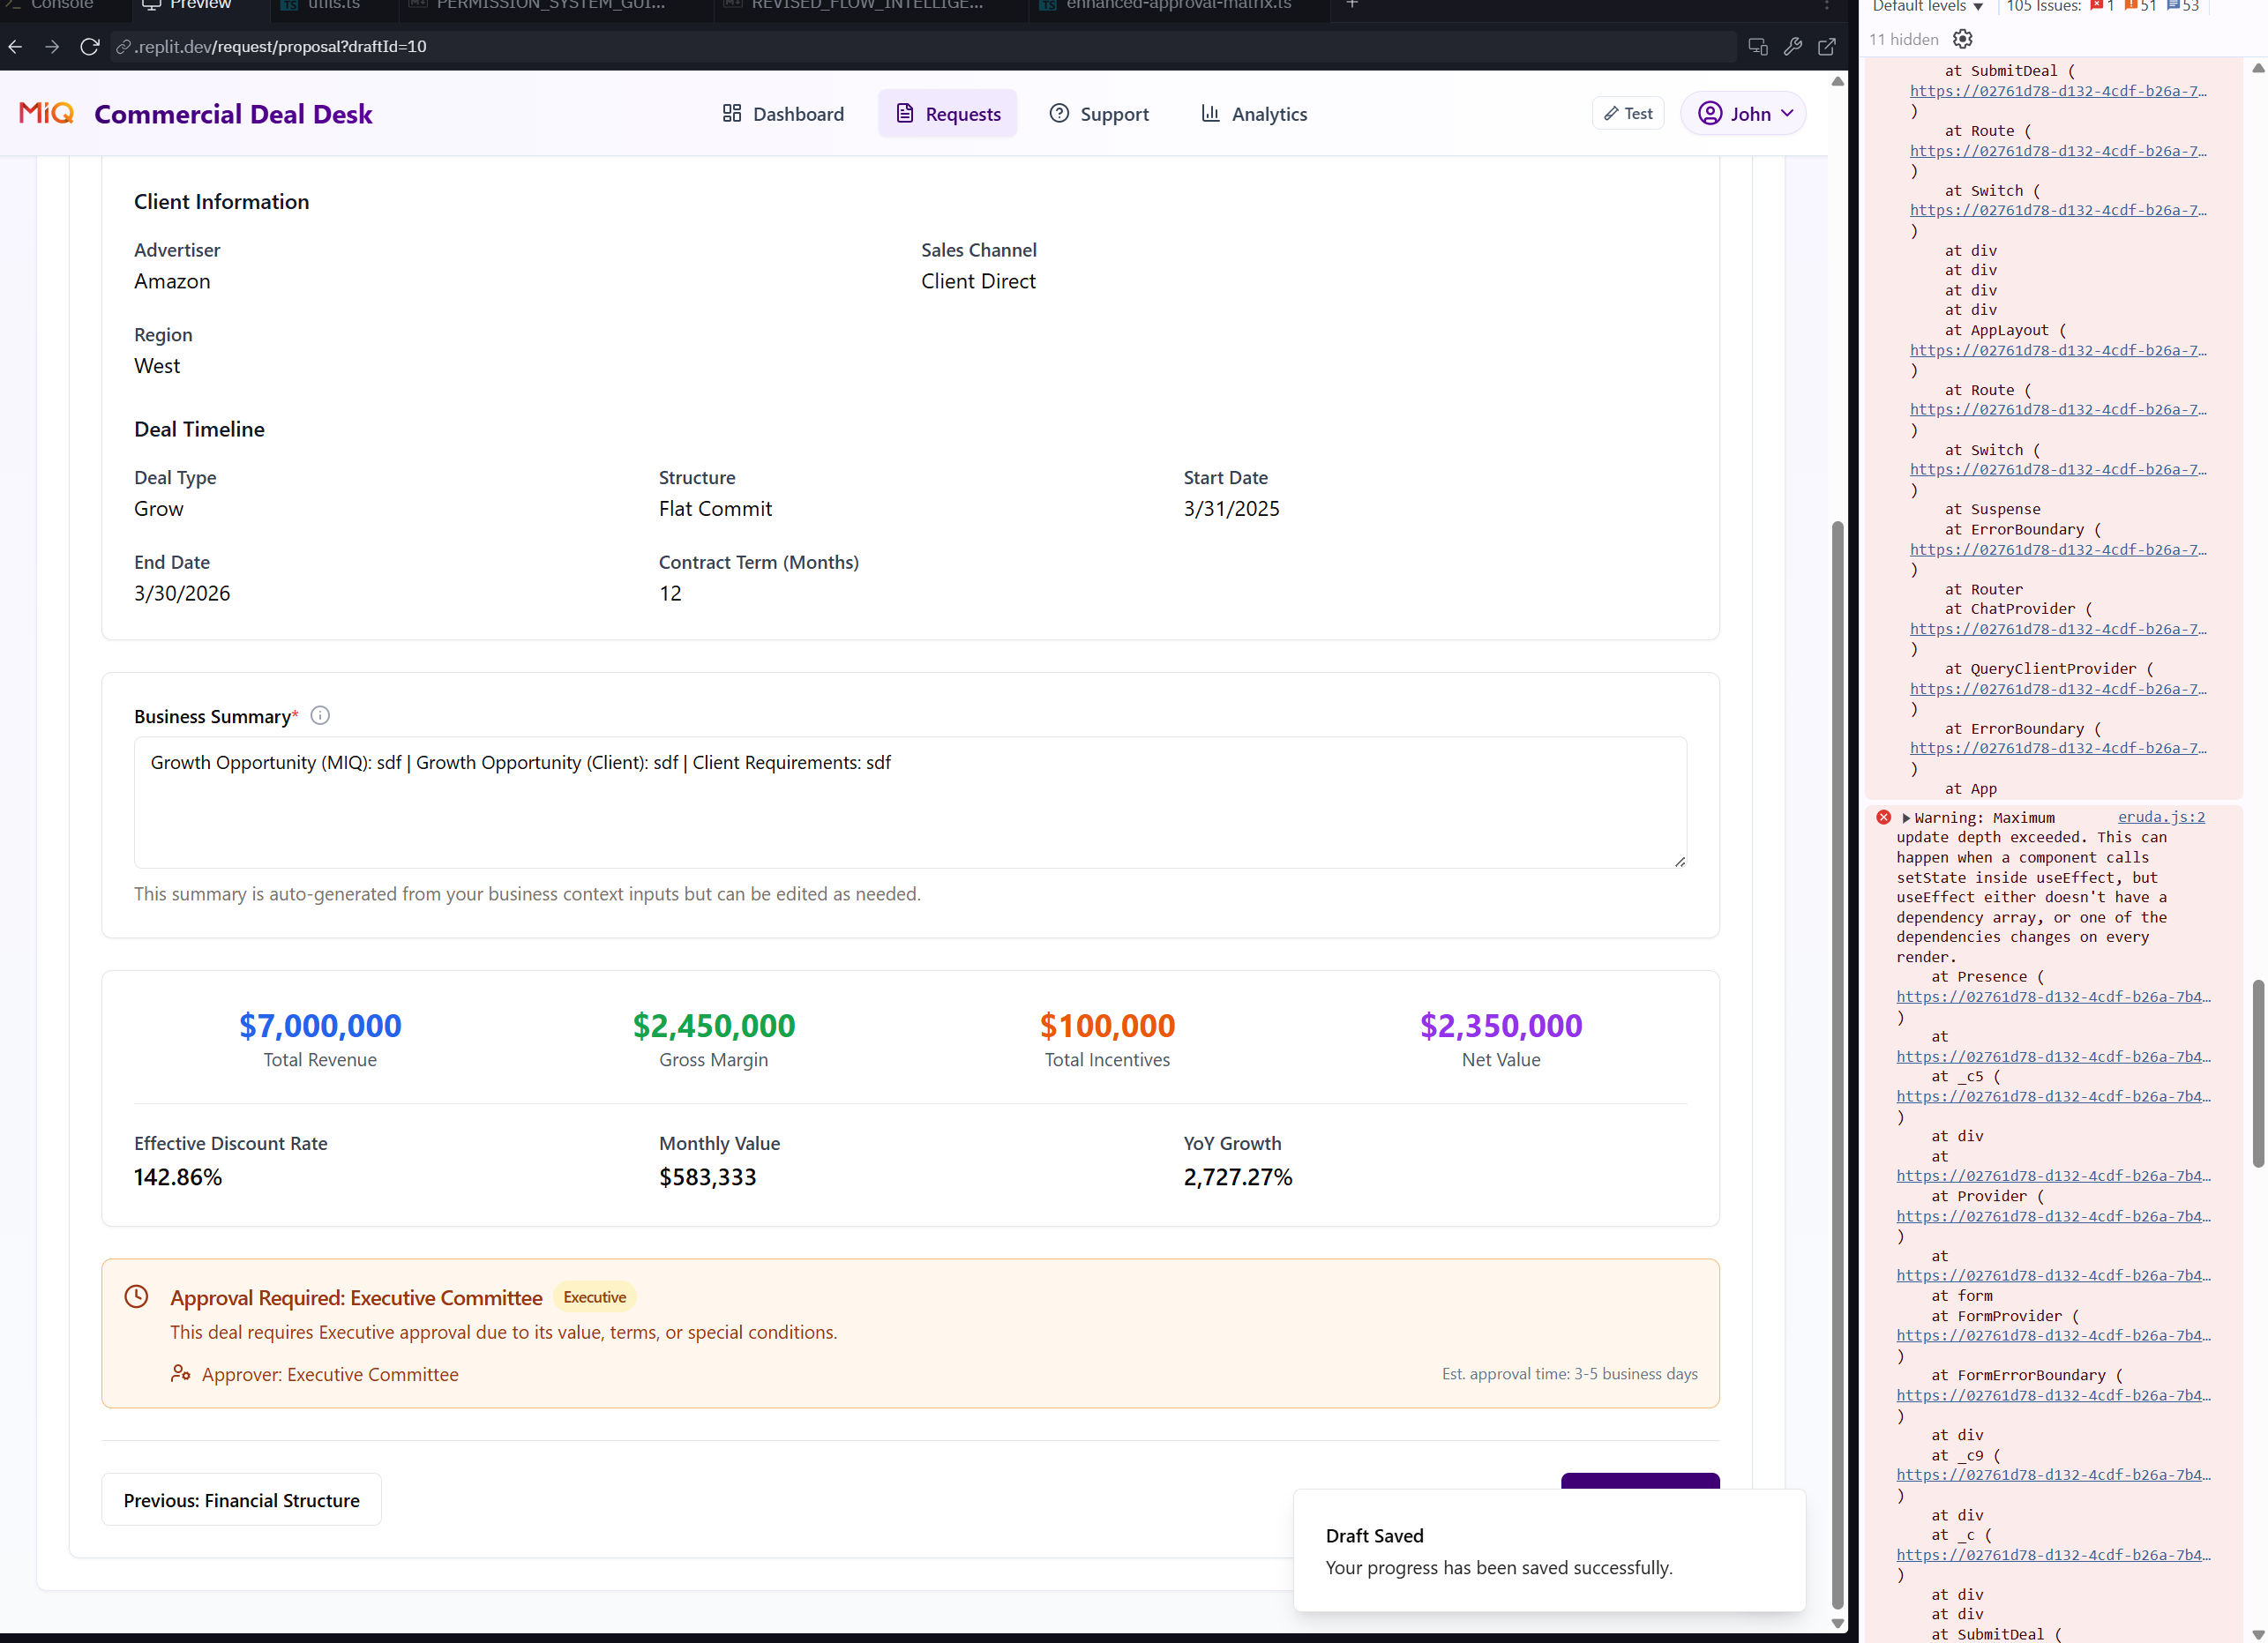 Console
Preview
utils.ts
PERMISSION_SYSTEM_GUI...
REVISED_FLOW_INTELLIGE...
enhanced-approval-matrix.ts
.replit.dev/request/proposal?draftId=10
MiQ Commercial Deal Desk
Dashboard
Requests
Support
Analytics
Test
John
Client Information
Advertiser
Amazon
Sales Channel
Client Direct
Region
West
Deal Timeline
Deal Type
Grow
Structure
Flat Commit
Start Date
3/31/2025
End Date
3/30/2026
Contract Term (Months)
12
Business Summary*
Growth Opportunity (MIQ): sdf | Growth Opportunity (Client): sdf | Client Requirements: sdf
This summary is auto-generated from your business context inputs but can be edited as needed.
$7,000,000
Total Revenue
$2,450,000
Gross Margin
$100,000
Total Incentives
$2,350,000
Net Value
Effective Discount Rate
142.86%
Monthly Value
$583,333
YoY Growth
2,727.27%
Approval Required: Executive Committee Executive
This deal requires Executive approval due to its value, terms, or special conditions.
Approver: Executive Committee
Est. approval time: 3-5 business days
Previous: Financial Structure
Draft Saved
Your progress has been saved successfully.
Default levels
105 Issues: 1 51 53
11 hidden
at SubmitDeal (
https://02761d78-d132-4cdf-b26a-7…
)
at Route (
https://02761d78-d132-4cdf-b26a-7…
)
at Switch (
https://02761d78-d132-4cdf-b26a-7…
)
at div
at div
at div
at div
at AppLayout (
https://02761d78-d132-4cdf-b26a-7…
)
at Route (
https://02761d78-d132-4cdf-b26a-7…
)
at Switch (
https://02761d78-d132-4cdf-b26a-7…
)
at Suspense
at ErrorBoundary (
https://02761d78-d132-4cdf-b26a-7…
)
at Router
at ChatProvider (
https://02761d78-d132-4cdf-b26a-7…
)
at QueryClientProvider (
https://02761d78-d132-4cdf-b26a-7…
)
at ErrorBoundary (
https://02761d78-d132-4cdf-b26a-7…
)
at App
Warning: Maximum eruda.js:2
update depth exceeded. This can
happen when a component calls
setState inside useEffect, but
useEffect either doesn't have a
dependency array, or one of the
dependencies changes on every
render.
at Presence (
https://02761d78-d132-4cdf-b26a-7b4…
)
at
https://02761d78-d132-4cdf-b26a-7b4…
at _c5 (
https://02761d78-d132-4cdf-b26a-7b4…
)
at div
at
https://02761d78-d132-4cdf-b26a-7b4…
at Provider (
https://02761d78-d132-4cdf-b26a-7b4…
)
at
https://02761d78-d132-4cdf-b26a-7b4…
at form
at FormProvider (
https://02761d78-d132-4cdf-b26a-7b4…
)
at FormErrorBoundary (
https://02761d78-d132-4cdf-b26a-7b4…
)
at div
at _c9 (
https://02761d78-d132-4cdf-b26a-7b4…
)
at div
at _c (
https://02761d78-d132-4cdf-b26a-7b4…
)
at div
at div
at SubmitDeal (